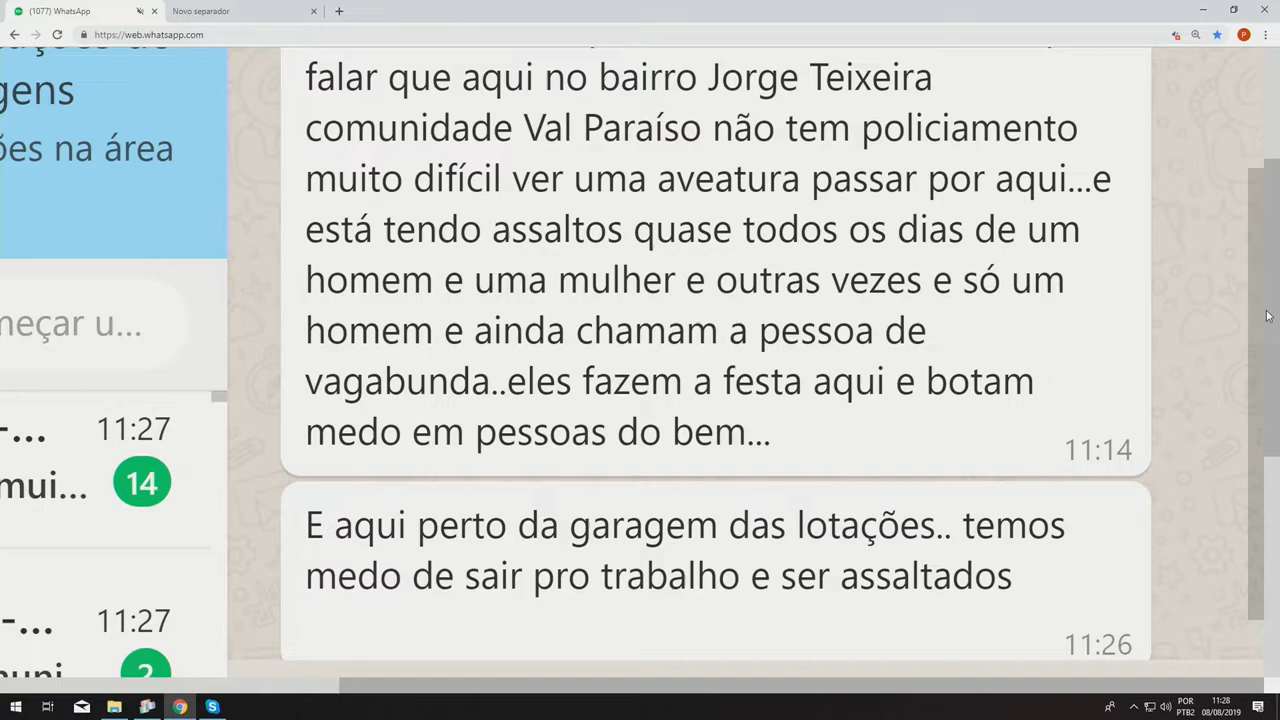 (1077) WhatsApp
Novo separador
https://web.whatsapp.com
gens
ões na área
meçar u...
-... 11:27
mui... 14
-... 11:27
2
falar que aqui no bairro Jorge Teixeira
comunidade Val Paraíso não tem policiamento
muito difícil ver uma aveatura passar por aqui...e
está tendo assaltos quase todos os dias de um
homem e uma mulher e outras vezes e só um
homem e ainda chamam a pessoa de
vagabunda..eles fazem a festa aqui e botam
medo em pessoas do bem...
11:14
E aqui perto da garagem das lotações.. temos
medo de sair pro trabalho e ser assaltados
11:26
POR
PTB2
11:28
08/08/2019